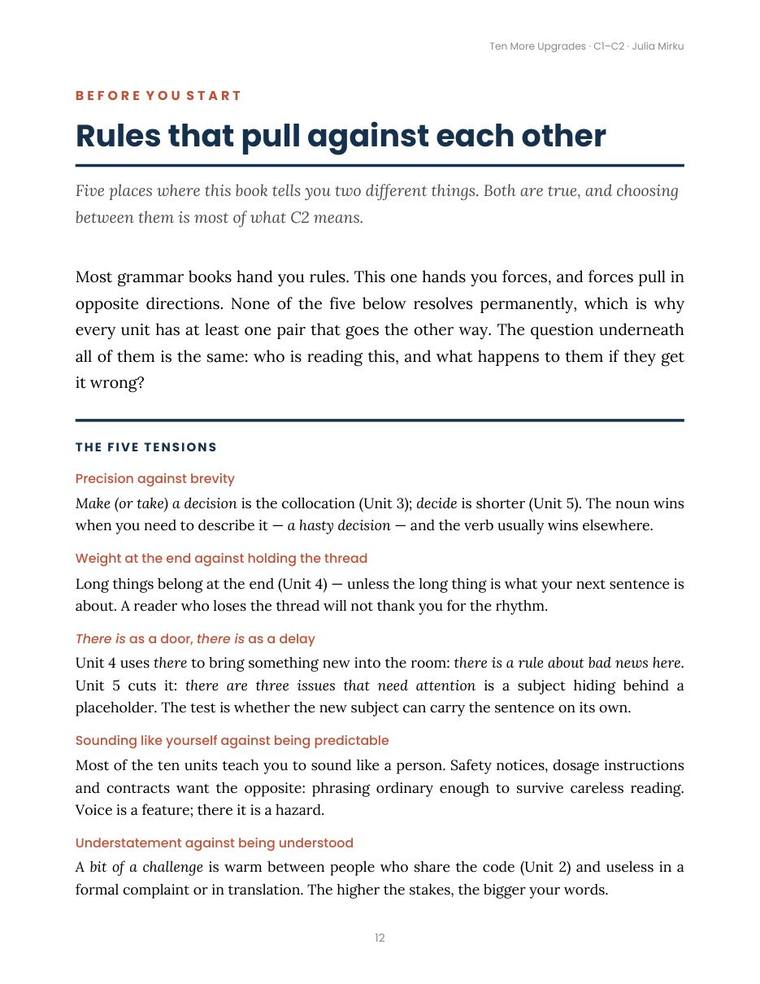 Ten More Upgrades · C1–C2 · Julia Mirku
BEFORE YOU START
Rules that pull against each other
Five places where this book tells you two different things. Both are true, and choosing
between them is most of what C2 means.
Most grammar books hand you rules. This one hands you forces, and forces pull in
opposite directions. None of the five below resolves permanently, which is why
every unit has at least one pair that goes the other way. The question underneath
all of them is the same: who is reading this, and what happens to them if they get
it wrong?
THE FIVE TENSIONS
Precision against brevity
Make (or take) a decision is the collocation (Unit 3); decide is shorter (Unit 5). The noun wins
when you need to describe it — a hasty decision — and the verb usually wins elsewhere.
Weight at the end against holding the thread
Long things belong at the end (Unit 4) — unless the long thing is what your next sentence is
about. A reader who loses the thread will not thank you for the rhythm.
There is as a door, there is as a delay
Unit 4 uses there to bring something new into the room: there is a rule about bad news here.
Unit 5 cuts it: there are three issues that need attention is a subject hiding behind a
placeholder. The test is whether the new subject can carry the sentence on its own.
Sounding like yourself against being predictable
Most of the ten units teach you to sound like a person. Safety notices, dosage instructions
and contracts want the opposite: phrasing ordinary enough to survive careless reading.
Voice is a feature; there it is a hazard.
Understatement against being understood
A bit of a challenge is warm between people who share the code (Unit 2) and useless in a
formal complaint or in translation. The higher the stakes, the bigger your words.
12